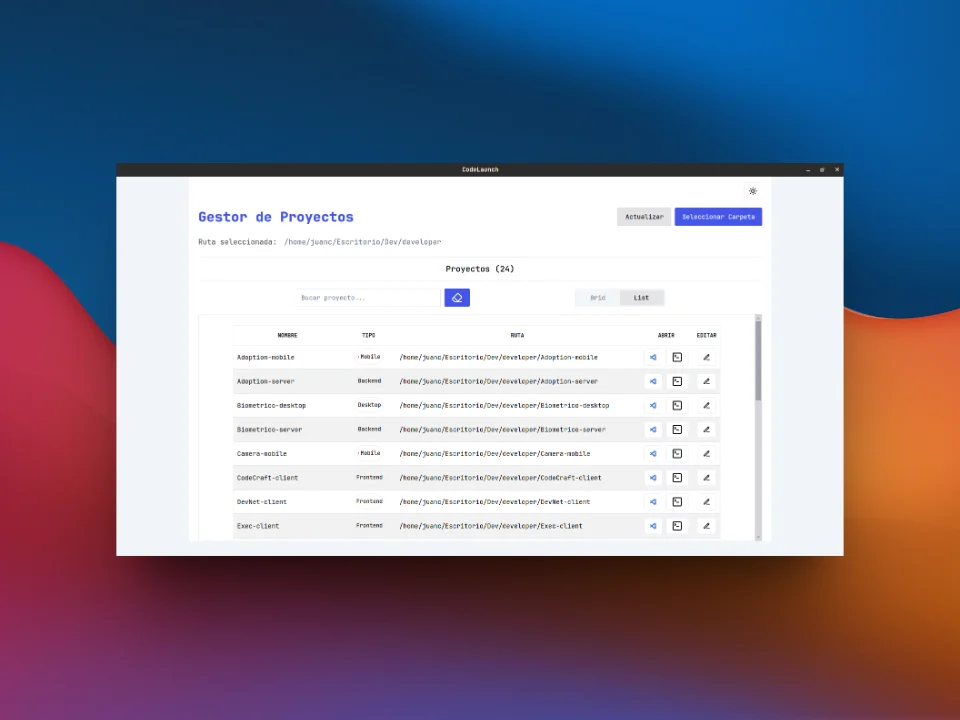 CodeLaunch
Gestor de Proyectos
Actualizar
Seleccionar Carpeta
Ruta seleccionada: /home/juanc/Escritorio/Dev/developer
Proyectos (24)
Bucar proyecto...
Grid
List
NOMBRE TIPO RUTA ABRIR EDITAR
Adoption-mobile Mobile /home/juanc/Escritorio/Dev/developer/Adoption-mobile
Adoption-server Backend /home/juanc/Escritorio/Dev/developer/Adoption-server
Biometrico-desktop Desktop /home/juanc/Escritorio/Dev/developer/Biometrico-desktop
Biometrico-server Backend /home/juanc/Escritorio/Dev/developer/Biometrico-server
Camera-mobile Mobile /home/juanc/Escritorio/Dev/developer/Camera-mobile
CodeCraft-client Frontend /home/juanc/Escritorio/Dev/developer/CodeCraft-client
DevNet-client Frontend /home/juanc/Escritorio/Dev/developer/DevNet-client
Exec-client Frontend /home/juanc/Escritorio/Dev/developer/Exec-client